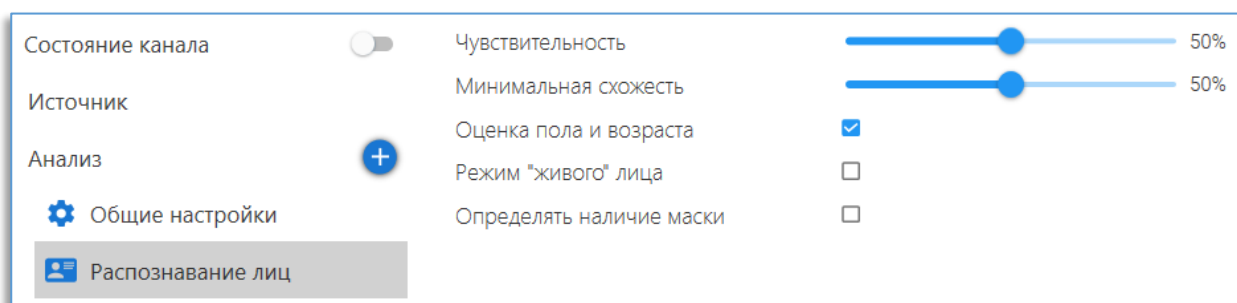 Состояние канала
Источник
Анализ
Общие настройки
Распознавание лиц
Чувствительность 50%
Минимальная схожесть 50%
Оценка пола и возраста
Режим "живого" лица
Определять наличие маски